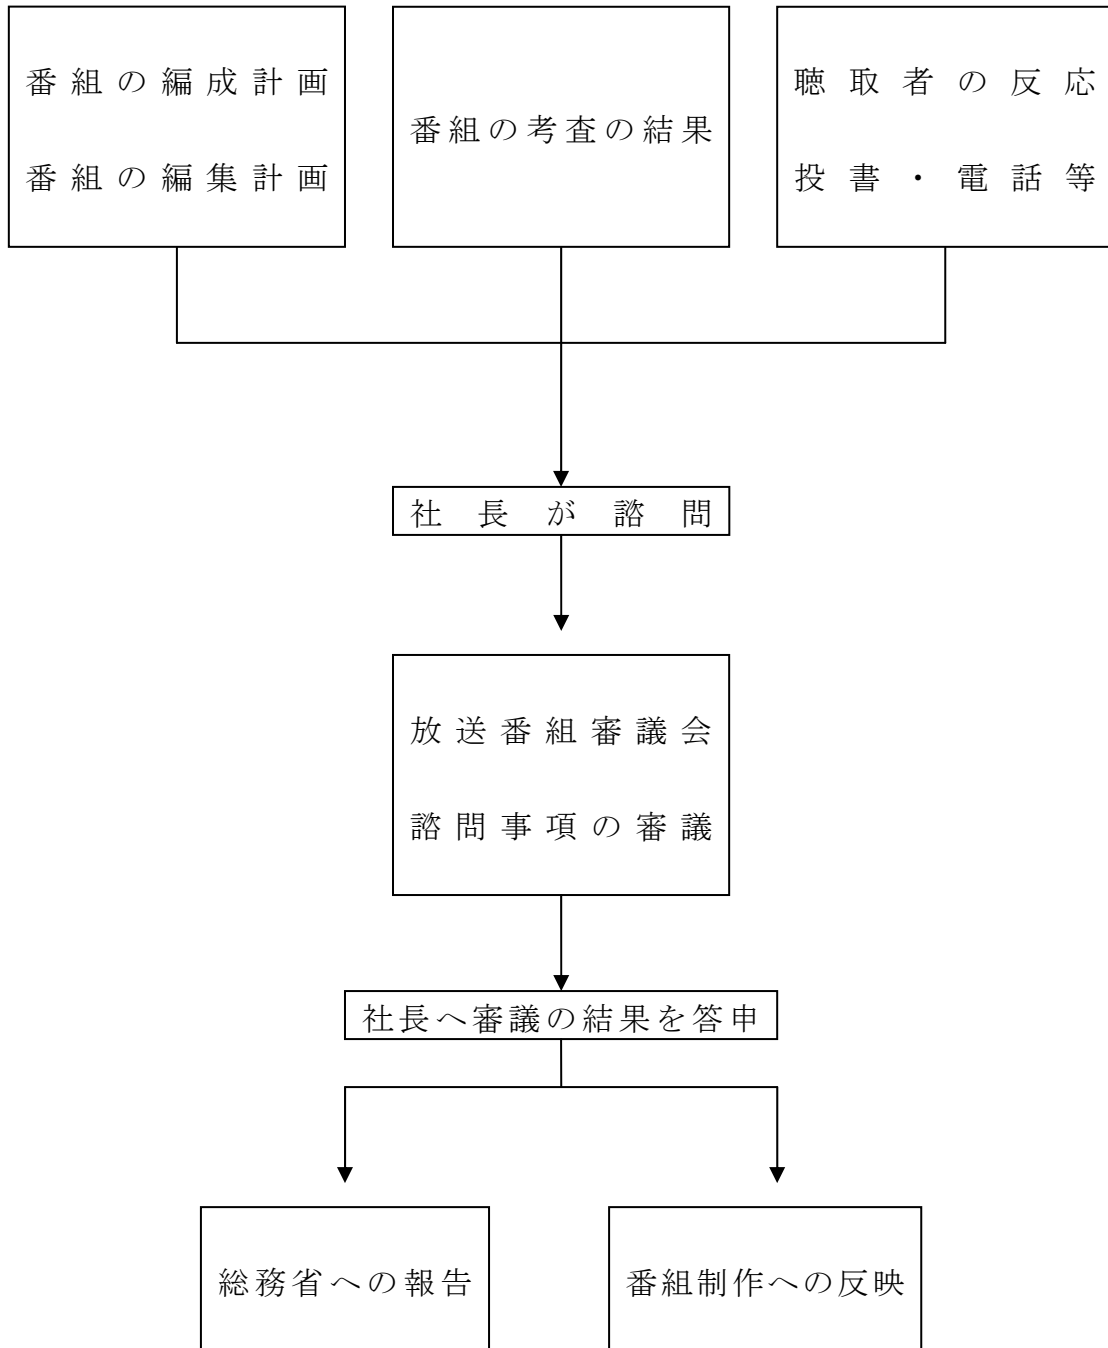 番組の編成計画
番組の編集計画
番組の考査の結果
聴取者の反応
投書・電話等
社長が諮問
放送番組審議会
諮問事項の審議
社長へ審議の結果を答申
総務省への報告
番組制作への反映